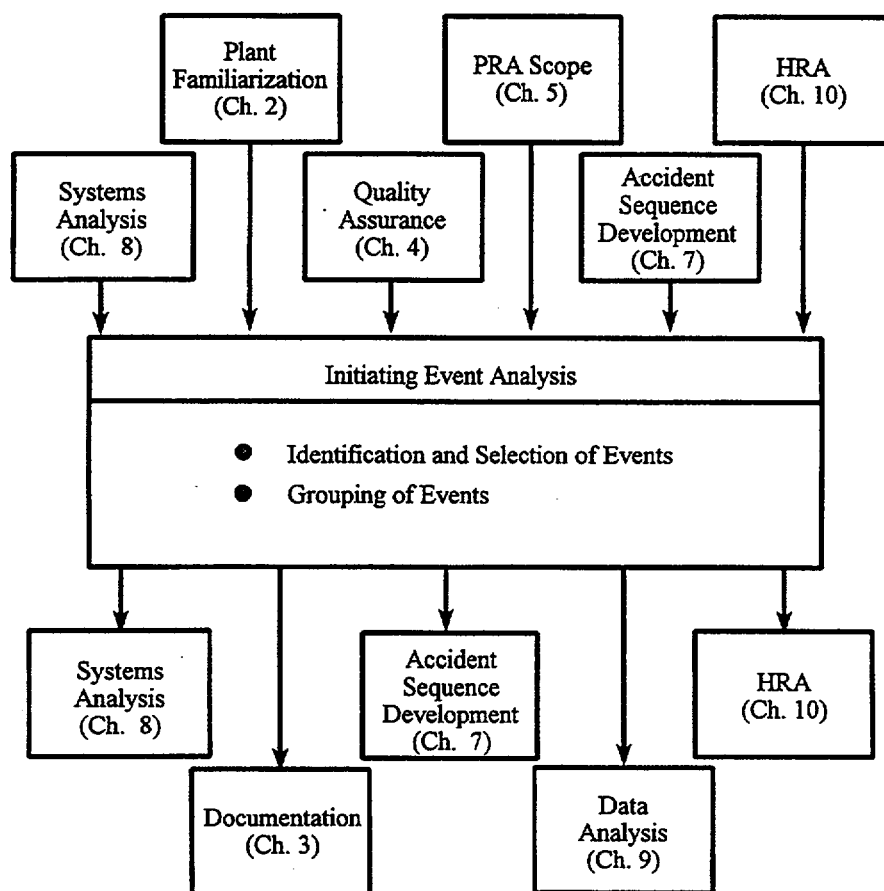 Plant
Familiarization
(Ch. 2)
PRA Scope
(Ch. 5)
HRA
(Ch. 10)
Systems
Analysis
(Ch. 8)
Quality
Assurance
(Ch. 4)
Accident
Sequence
Development
(Ch. 7)
Initiating Event Analysis
● Identification and Selection of Events
● Grouping of Events
Systems
Analysis
(Ch. 8)
Accident
Sequence
Development
(Ch. 7)
HRA
(Ch. 10)
Documentation
(Ch. 3)
Data
Analysis
(Ch. 9)